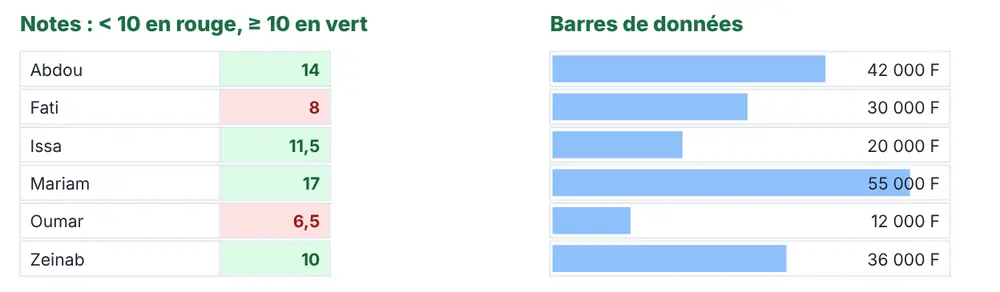 Notes : < 10 en rouge, ≥ 10 en vert
Abdou 14
Fati 8
Issa 11,5
Mariam 17
Oumar 6,5
Zeinab 10
Barres de données
42 000 F
30 000 F
20 000 F
55 000 F
12 000 F
36 000 F